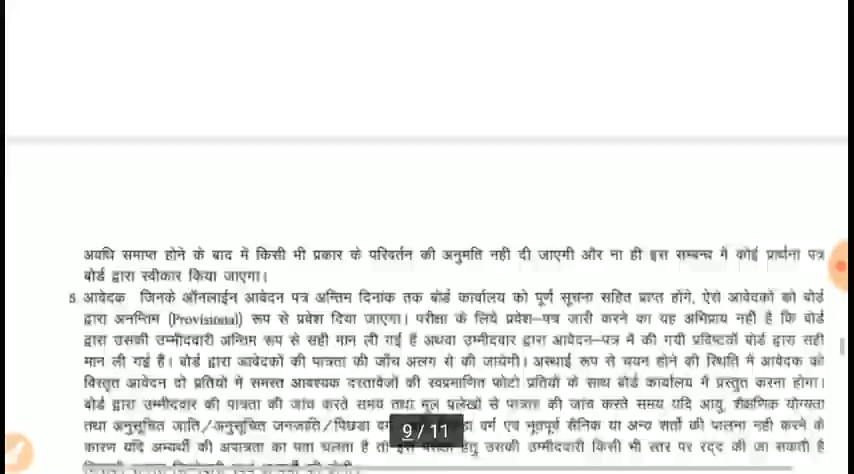 अवधि समाप्त होने के बाद में किसी भी प्रकार के परिवर्तन की अनुमति नही दी जाएगी और ना ही इस सम्बन्ध में कोई प्रार्थना पत्र
बोर्ड द्वारा स्वीकार किया जाएगा।
5. आवेदक जिनके ऑनलाईन आवेदन पत्र अन्तिम दिनांक तक बोर्ड कार्यालय को पूर्ण सूचना सहित प्राप्त होंगे, ऐसे आवेदकों को बोर्ड
द्वारा अनन्तिम (Provisional) रूप से प्रवेश दिया जाएगा। परीक्षा के लिये प्रवेश–पत्र जारी करने का यह अभिप्राय नहीं है कि बोर्ड
द्वारा उसकी उम्मीदवारी अन्तिम रूप से सही मान ली गई है अथवा उम्मीदवार द्वारा आवेदन–पत्र में की गयी प्रविष्टियाँ बोर्ड द्वारा सही
मान ली गई हैं। बोर्ड द्वारा आवेदकों की पात्रता की जाँच अलग से की जायेगी। अस्थाई रूप से चयन होने की स्थिति में आवेदक को
विस्तृत आवेदन दो प्रतियों में समस्त आवश्यक दस्तावेजों की स्वप्रमाणित फोटो प्रतियों के साथ बोर्ड कार्यालय में प्रस्तुत करना होगा।
बोर्ड द्वारा उम्मीदवार की पात्रता की जांच करते समय तथा मूल प्रलेखों से पात्रता की जांच करते समय यदि आयु, शैक्षणिक योग्यता
तथा अनुसूचित जाति/अनुसूचित जनजाति/पिछडा वर्ग 9/11 वर्ग एवं भूतपूर्व सैनिक या अन्य शर्तों की पालना नही करने के
कारण यदि अभ्यर्थी की अपात्रता का पता चलता है तो इस परीक्षा हेतु उसकी उम्मीदवारी किसी भी स्तर पर रद्द की जा सकती है